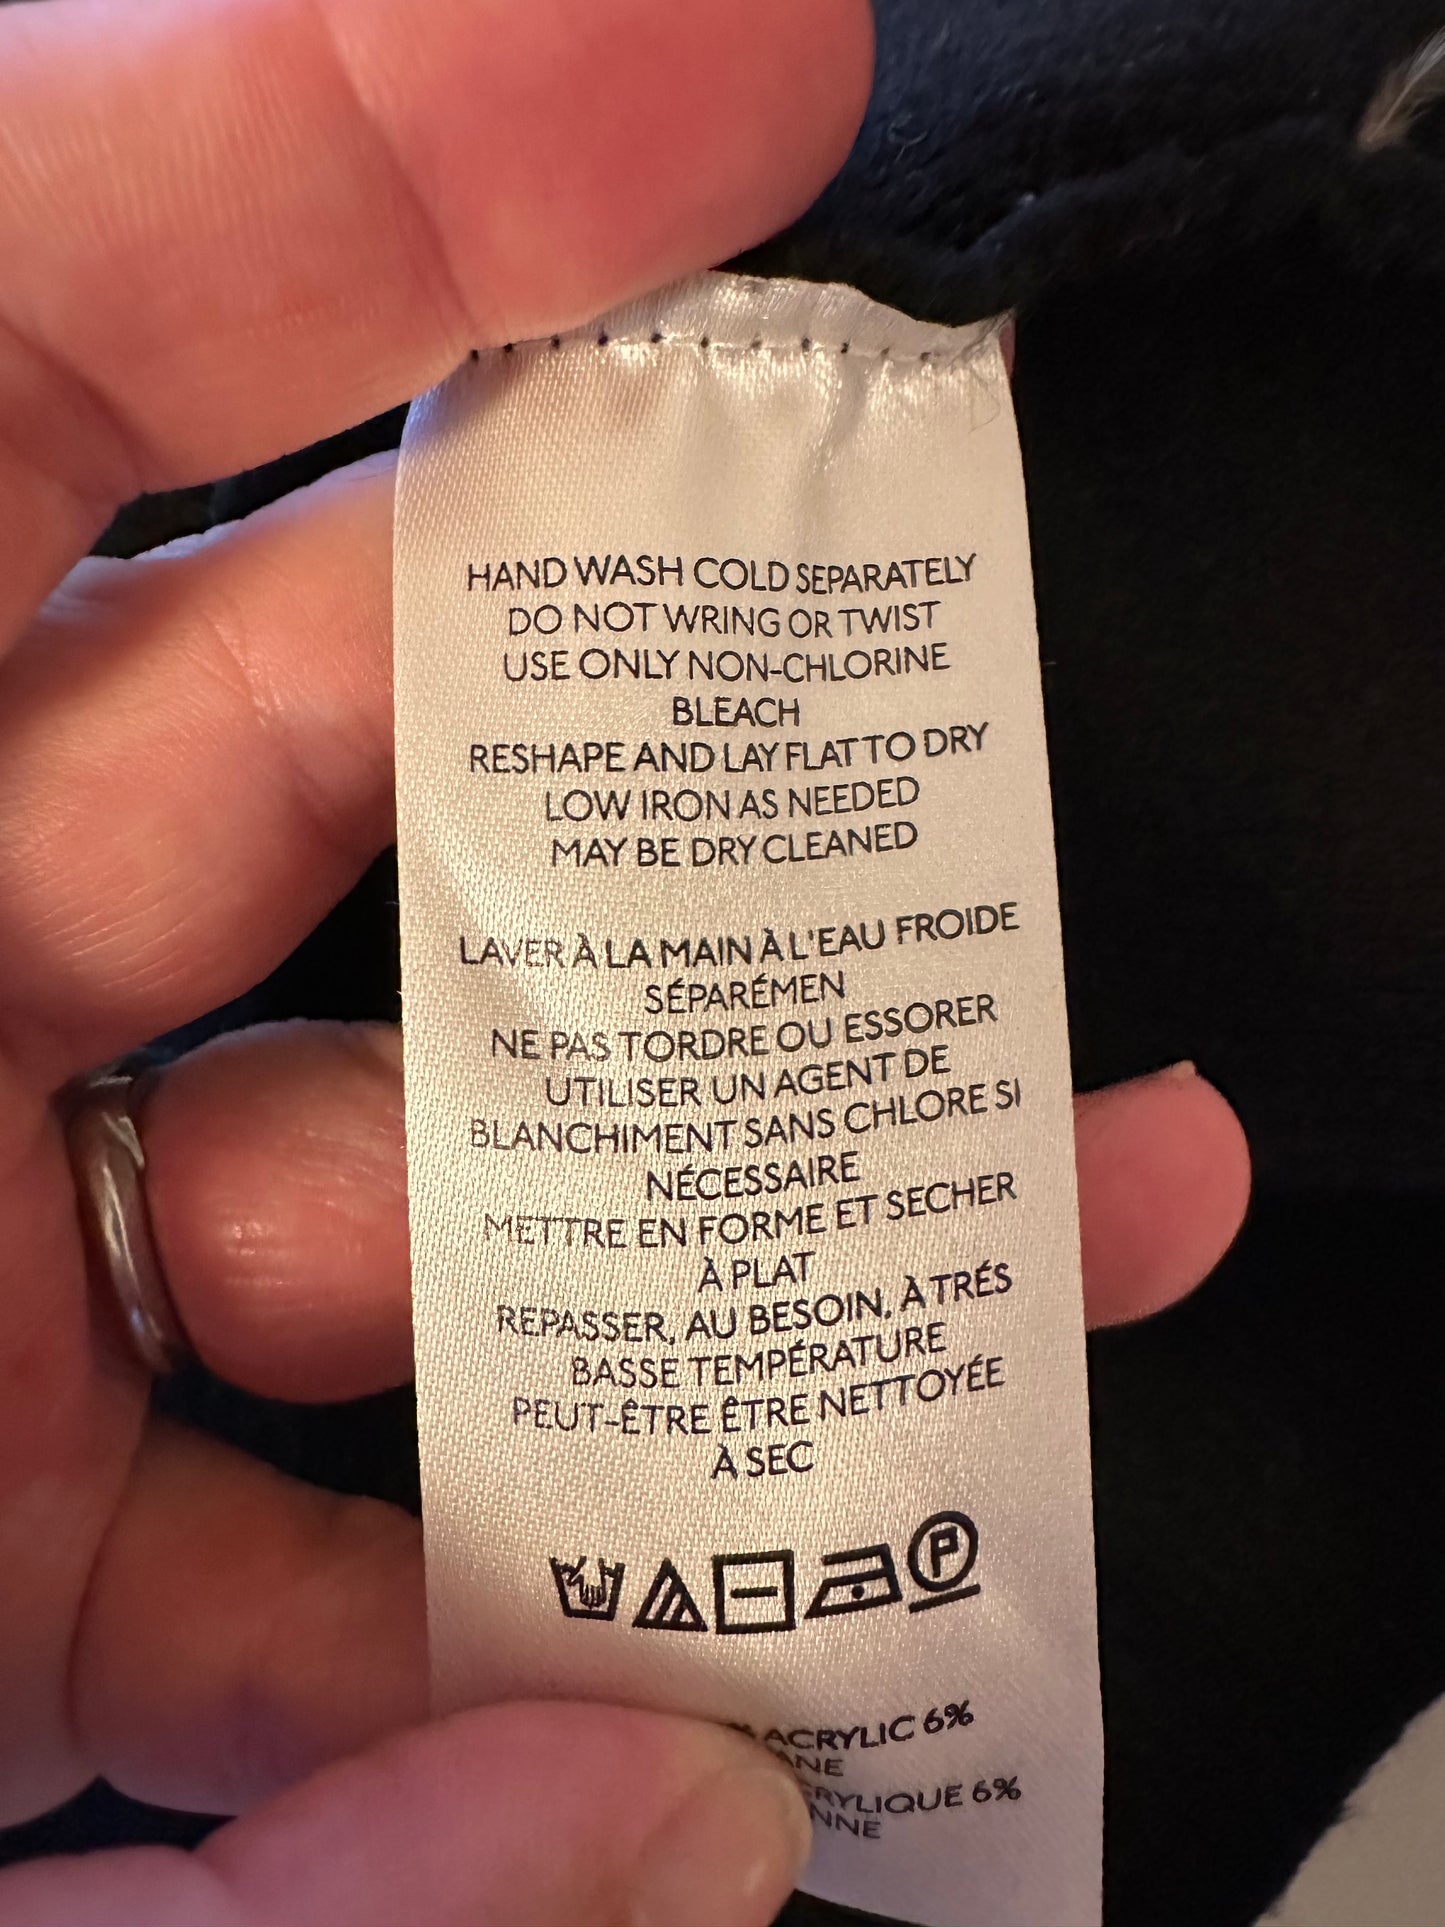 HAND WASH COLD SEPARATELY
DO NOT WRING OR TWIST
USE ONLY NON-CHLORINE
BLEACH
RESHAPE AND LAY FLAT TO DRY
LOW IRON AS NEEDED
MAY BE DRY CLEANED
LAVER À LA MAIN À L'EAU FROIDE
SÉPARÉMEN
NE PAS TORDRE OU ESSORER
UTILISER UN AGENT DE
BLANCHIMENT SANS CHLORE SI
NÉCESSAIRE
METTRE EN FORME ET SECHER
À PLAT
REPASSER, AU BESOIN, À TRÉS
BASSE TEMPÉRATURE
PEUT-ÊTRE ÊTRE NETTOYÉE
À SEC
P
ACRYLIC 6%
6%